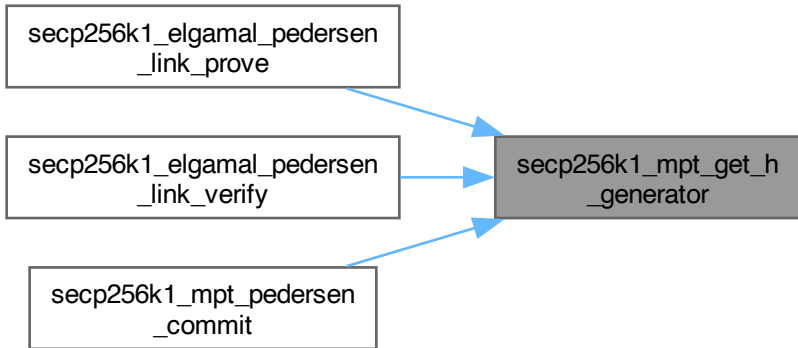 secp256k1_elgamal_pedersen
_link_prove
secp256k1_elgamal_pedersen
_link_verify
secp256k1_mpt_pedersen
_commit
secp256k1_mpt_get_h
_generator